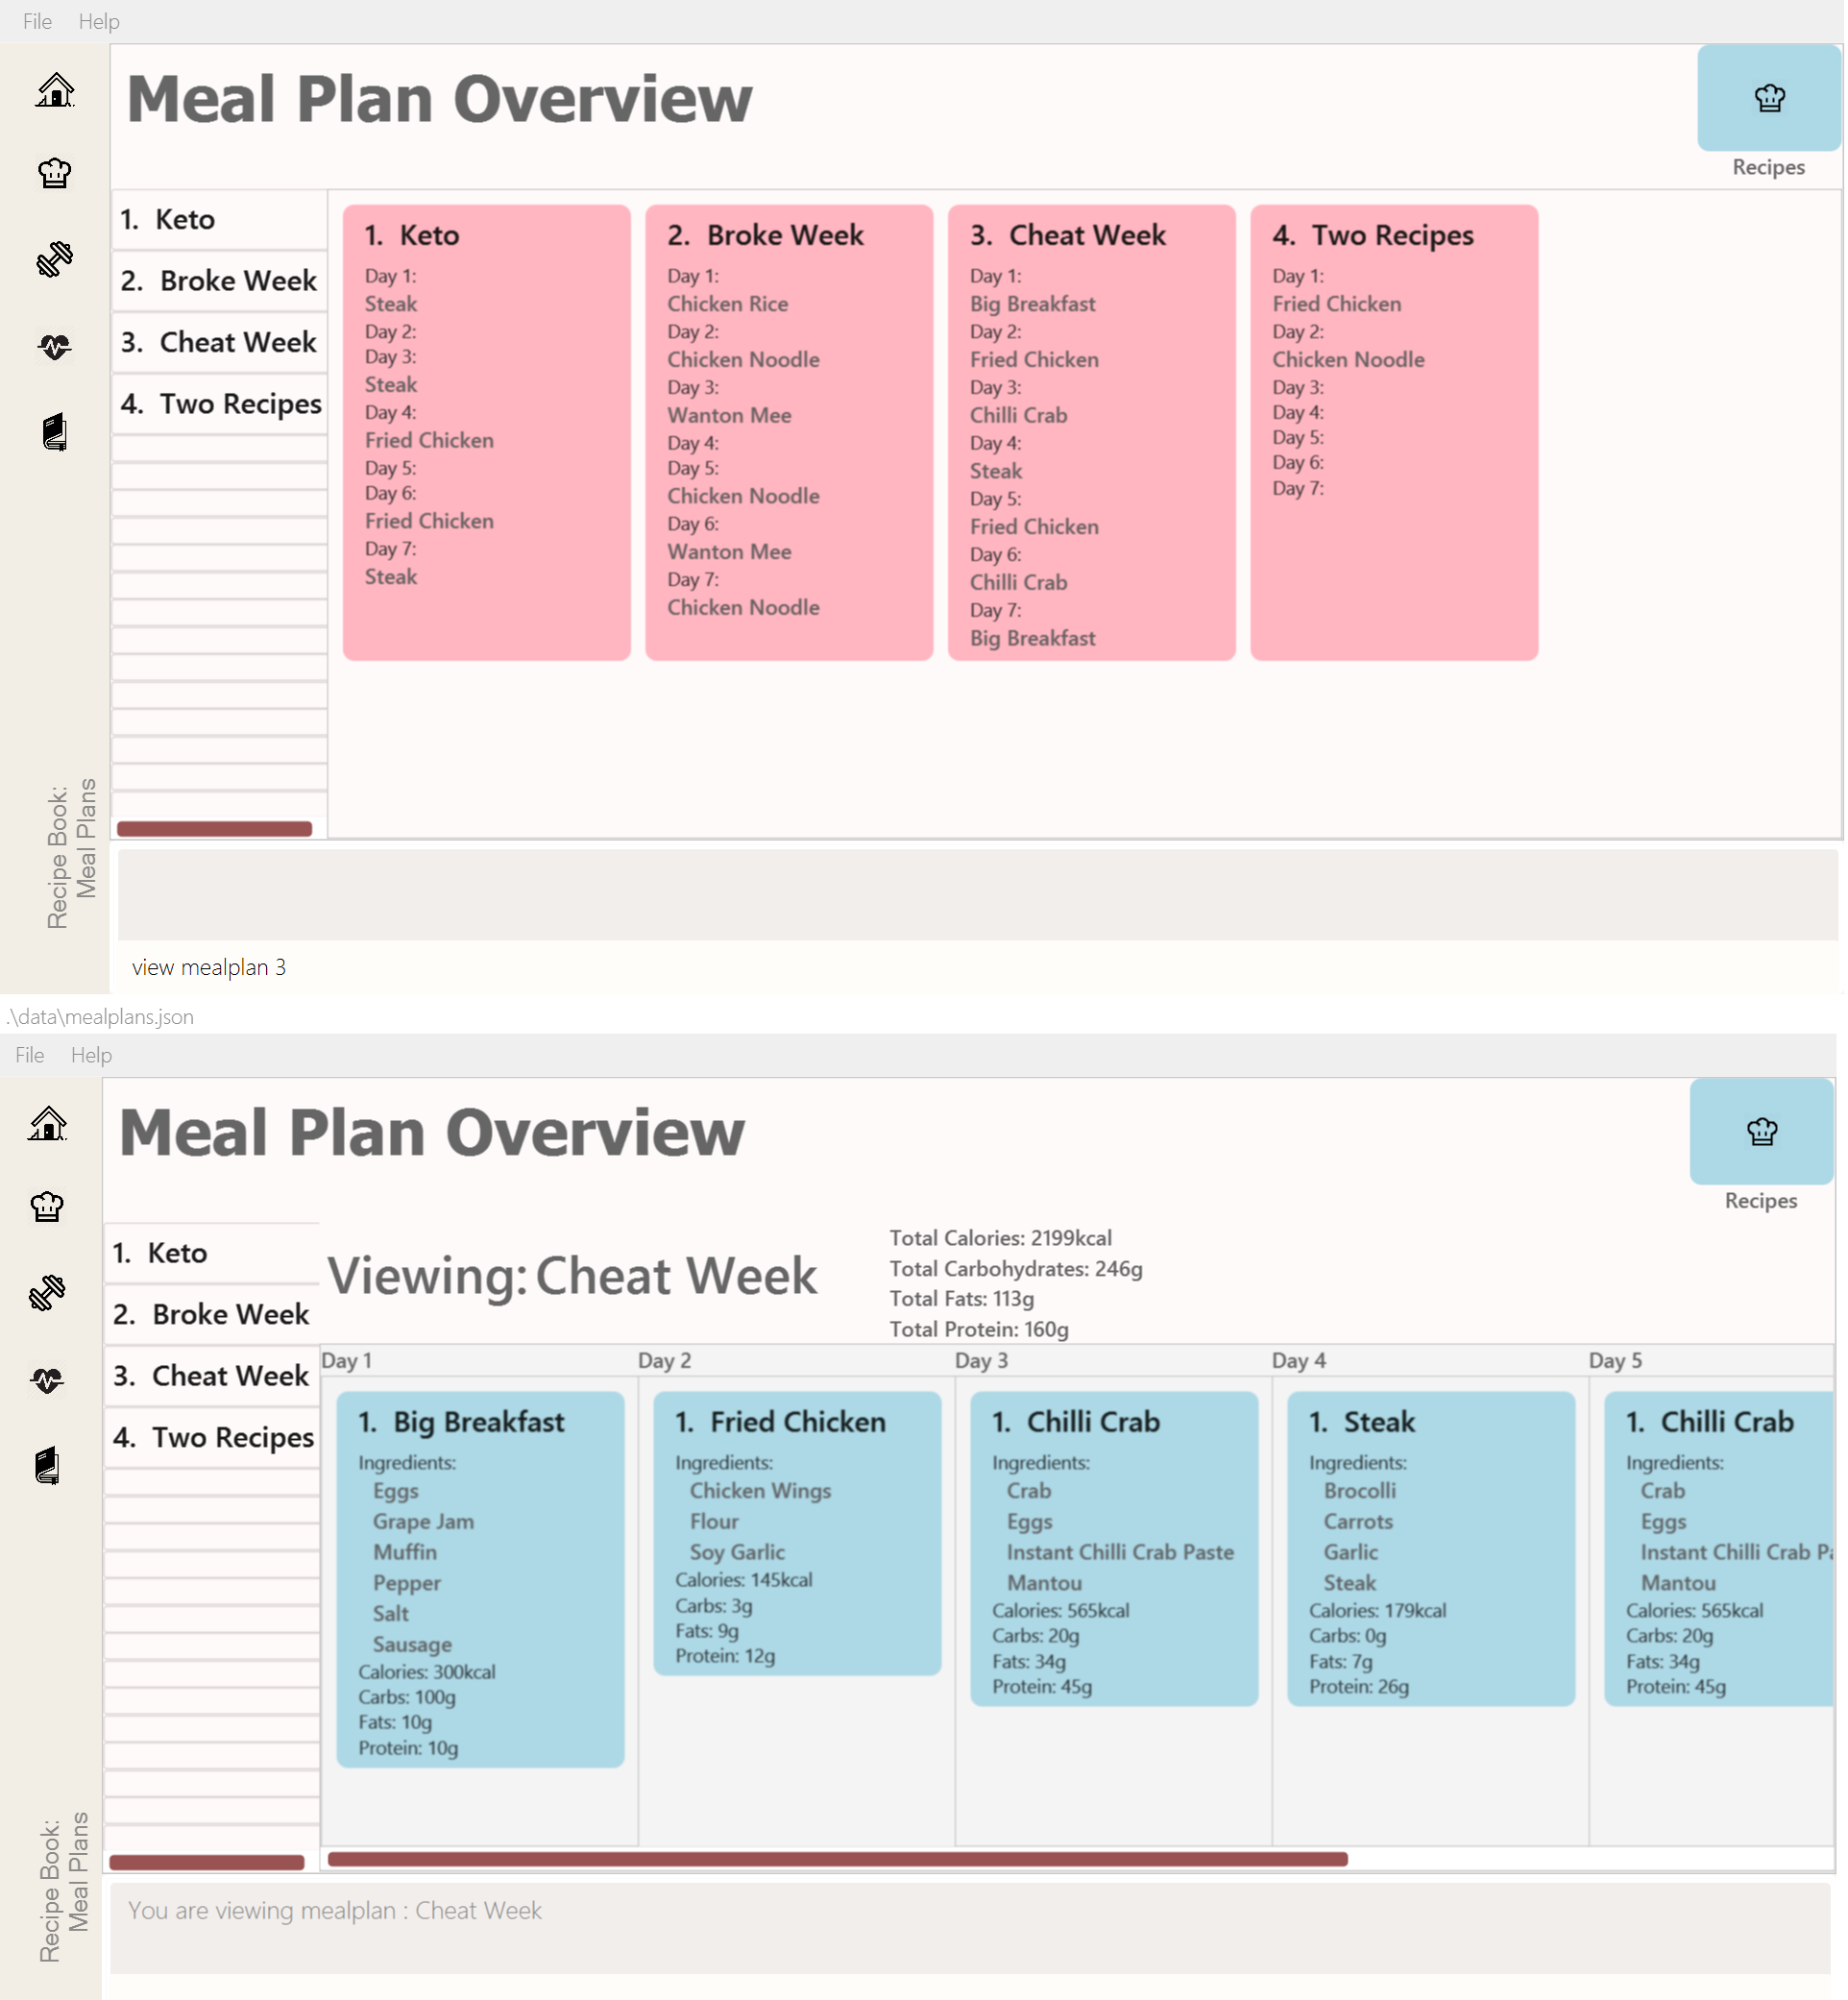 File Help
Meal Plan Overview
Recipes
1. Keto
2. Broke Week
3. Cheat Week
4. Two Recipes
1. Keto
Day 1:
Steak
Day 2:
Day 3:
Steak
Day 4:
Fried Chicken
Day 5:
Day 6:
Fried Chicken
Day 7:
Steak
2. Broke Week
Day 1:
Chicken Rice
Day 2:
Chicken Noodle
Day 3:
Wanton Mee
Day 4:
Day 5:
Chicken Noodle
Day 6:
Wanton Mee
Day 7:
Chicken Noodle
3. Cheat Week
Day 1:
Big Breakfast
Day 2:
Fried Chicken
Day 3:
Chilli Crab
Day 4:
Steak
Day 5:
Fried Chicken
Day 6:
Chilli Crab
Day 7:
Big Breakfast
4. Two Recipes
Day 1:
Fried Chicken
Day 2:
Chicken Noodle
Day 3:
Day 4:
Day 5:
Day 6:
Day 7:
Recipe Book:
Meal Plans
view mealplan 3
.\data\mealplans.json
File Help
Meal Plan Overview
Recipes
1. Keto
2. Broke Week
3. Cheat Week
4. Two Recipes
Viewing: Cheat Week
Total Calories: 2199kcal
Total Carbohydrates: 246g
Total Fats: 113g
Total Protein: 160g
Day 1
1. Big Breakfast
Ingredients:
Eggs
Grape Jam
Muffin
Pepper
Salt
Sausage
Calories: 300kcal
Carbs: 100g
Fats: 10g
Protein: 10g
Day 2
1. Fried Chicken
Ingredients:
Chicken Wings
Flour
Soy Garlic
Calories: 145kcal
Carbs: 3g
Fats: 9g
Protein: 12g
Day 3
1. Chilli Crab
Ingredients:
Crab
Eggs
Instant Chilli Crab Paste
Mantou
Calories: 565kcal
Carbs: 20g
Fats: 34g
Protein: 45g
Day 4
1. Steak
Ingredients:
Brocolli
Carrots
Garlic
Steak
Calories: 179kcal
Carbs: 0g
Fats: 7g
Protein: 26g
Day 5
1. Chilli Crab
Ingredients:
Crab
Eggs
Instant Chilli Crab Pa
Mantou
Calories: 565kcal
Carbs: 20g
Fats: 34g
Protein: 45g
Recipe Book:
Meal Plans
You are viewing mealplan : Cheat Week